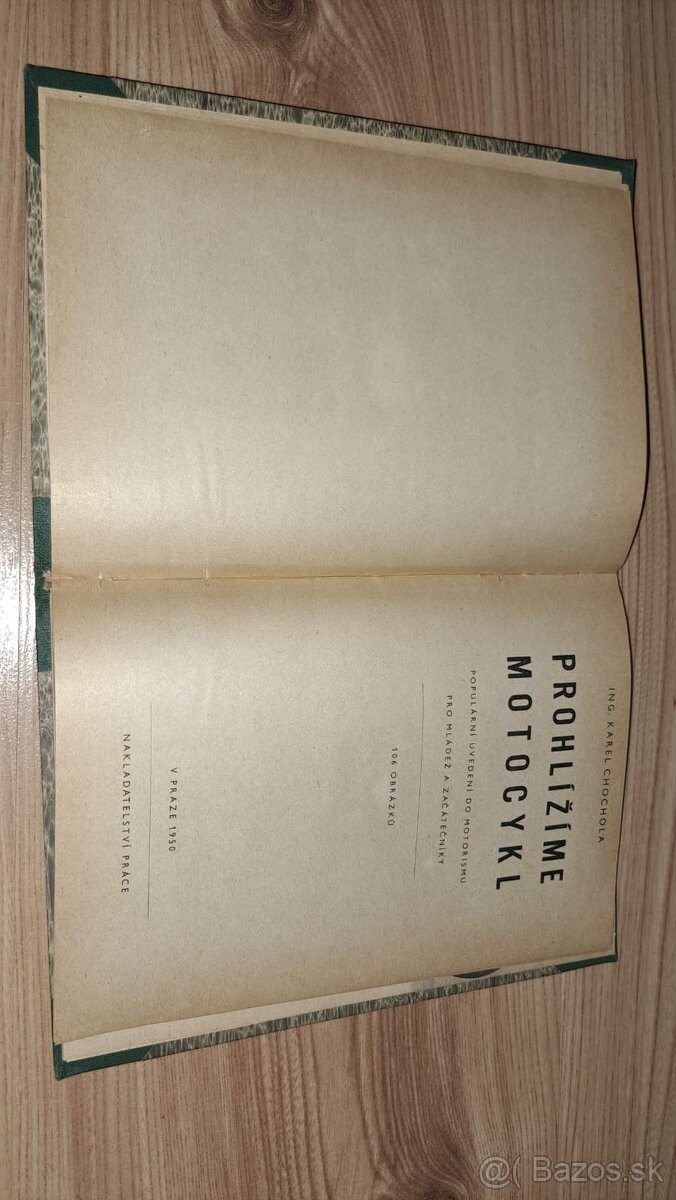 ING. KAREL CHOCHOLA
PROHLÍŽÍME
MOTOCYKL
POPULÁRNÍ UVEDENÍ DO MOTORISMU
PRO MLÁDEŽ A ZAČÁTEČNÍKY
106 OBRÁZKŮ
V PRAZE 1950
NAKLADATELSTVÍ PRÁCE
@( Bazos.sk